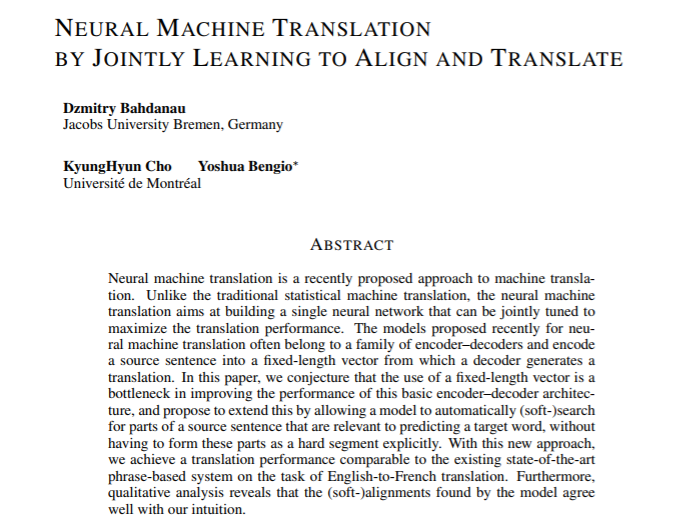 NEURAL MACHINE TRANSLATION
BY JOINTLY LEARNING TO ALIGN AND TRANSLATE
Dzmitry Bahdanau
Jacobs University Bremen, Germany
KyungHyun Cho Yoshua Bengio*
Université de Montréal
ABSTRACT
Neural machine translation is a recently proposed approach to machine transla-
tion. Unlike the traditional statistical machine translation, the neural machine
translation aims at building a single neural network that can be jointly tuned to
maximize the translation performance. The models proposed recently for neu-
ral machine translation often belong to a family of encoder–decoders and encode
a source sentence into a fixed-length vector from which a decoder generates a
translation. In this paper, we conjecture that the use of a fixed-length vector is a
bottleneck in improving the performance of this basic encoder–decoder architec-
ture, and propose to extend this by allowing a model to automatically (soft-)search
for parts of a source sentence that are relevant to predicting a target word, without
having to form these parts as a hard segment explicitly. With this new approach,
we achieve a translation performance comparable to the existing state-of-the-art
phrase-based system on the task of English-to-French translation. Furthermore,
qualitative analysis reveals that the (soft-)alignments found by the model agree
well with our intuition.